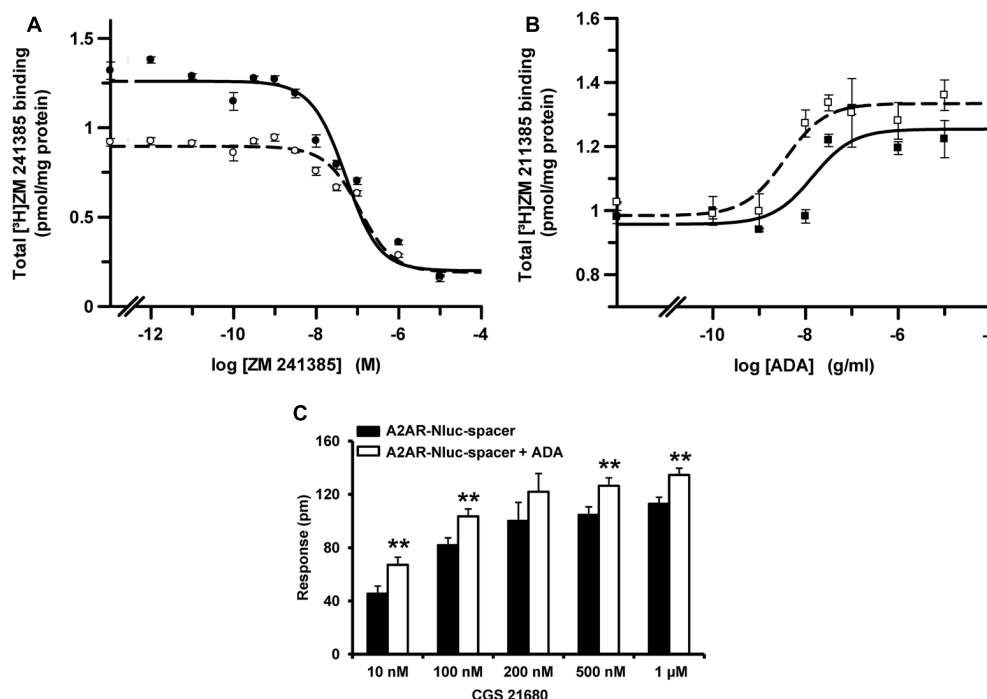 A
Total [³H]ZM 241385 binding
(pmol/mg protein)
1.5
1
0.5
0
-12
-10
-8
-6
-4
log [ZM 241385] (M)
B
Total [³H]ZM 211385 binding
(pmol/mg protein)
1.6
1.4
1.2
1
0.8
-10
-8
-6
log [ADA] (g/ml)
C
A2AR-Nluc-spacer
A2AR-Nluc-spacer + ADA
Response (pm)
160
120
80
40
0
**
**
**
**
10 nM
100 nM
200 nM
500 nM
1 µM
CGS 21680